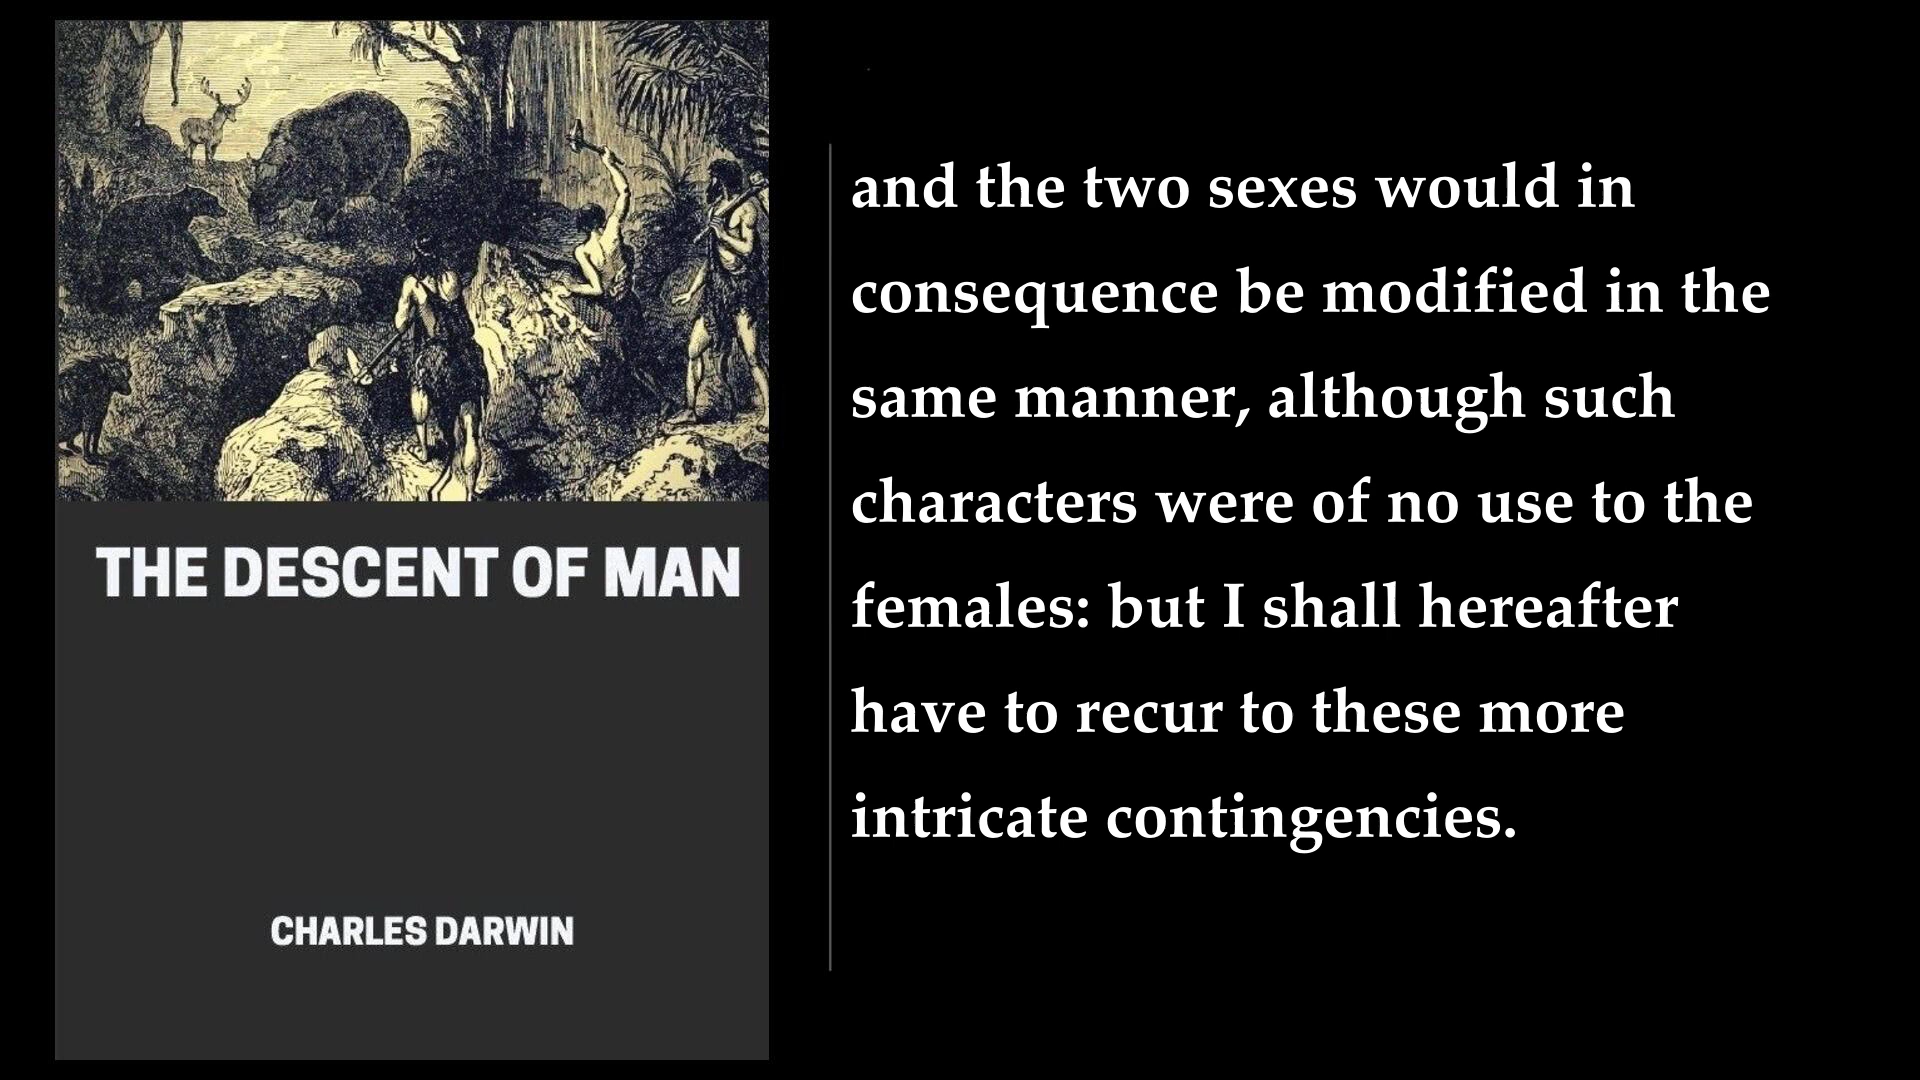 THE DESCENT OF MAN
CHARLES DARWIN
and the two sexes would in
consequence be modified in the
same manner, although such
characters were of no use to the
females: but I shall hereafter
have to recur to these more
intricate contingencies.